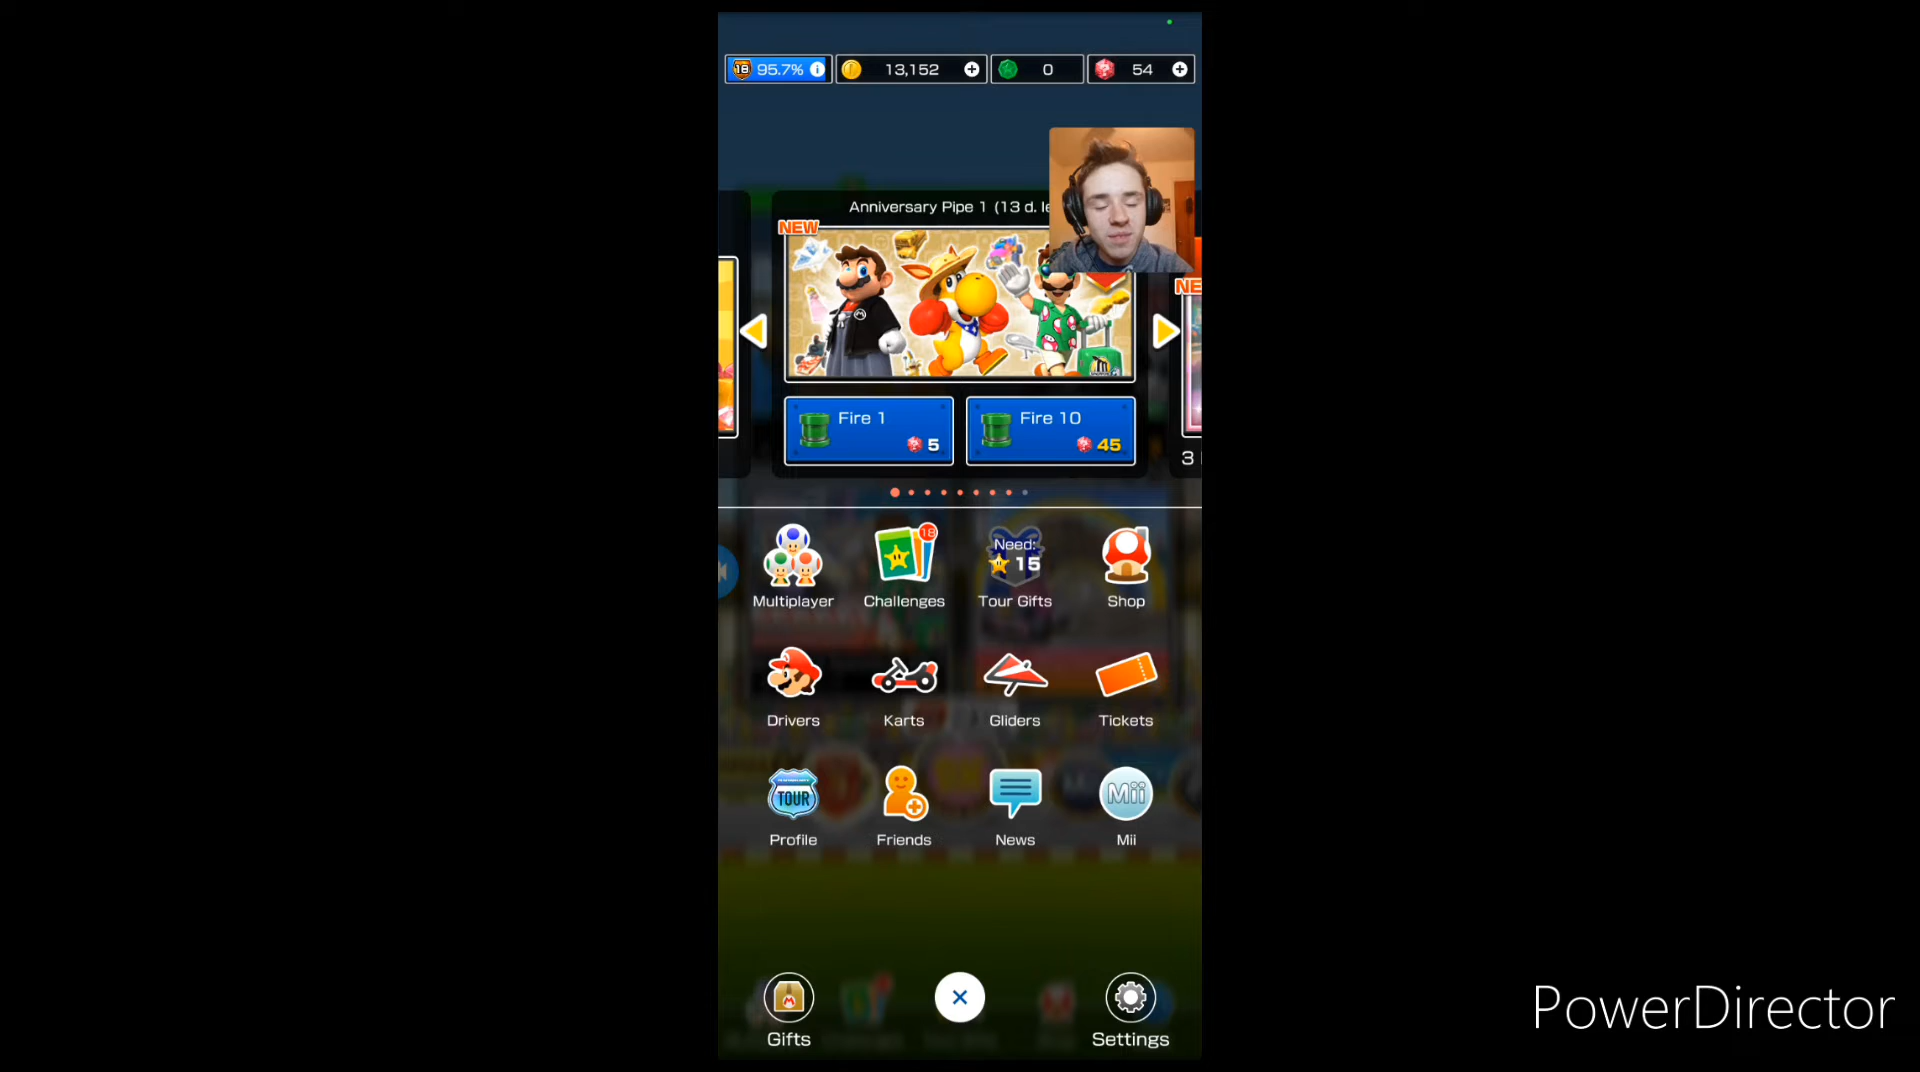 18 95.7% i 13,152 0 54
Anniversary Pipe 1 (13 d. le
NEW
NE
Fire 1
5
Fire 10
45
3
18
Need:
15
Multiplayer Challenges Tour Gifts Shop
Drivers Karts Gliders Tickets
TOUR
Mii
Profile Friends News Mii
Gifts
Settings
PowerDirector